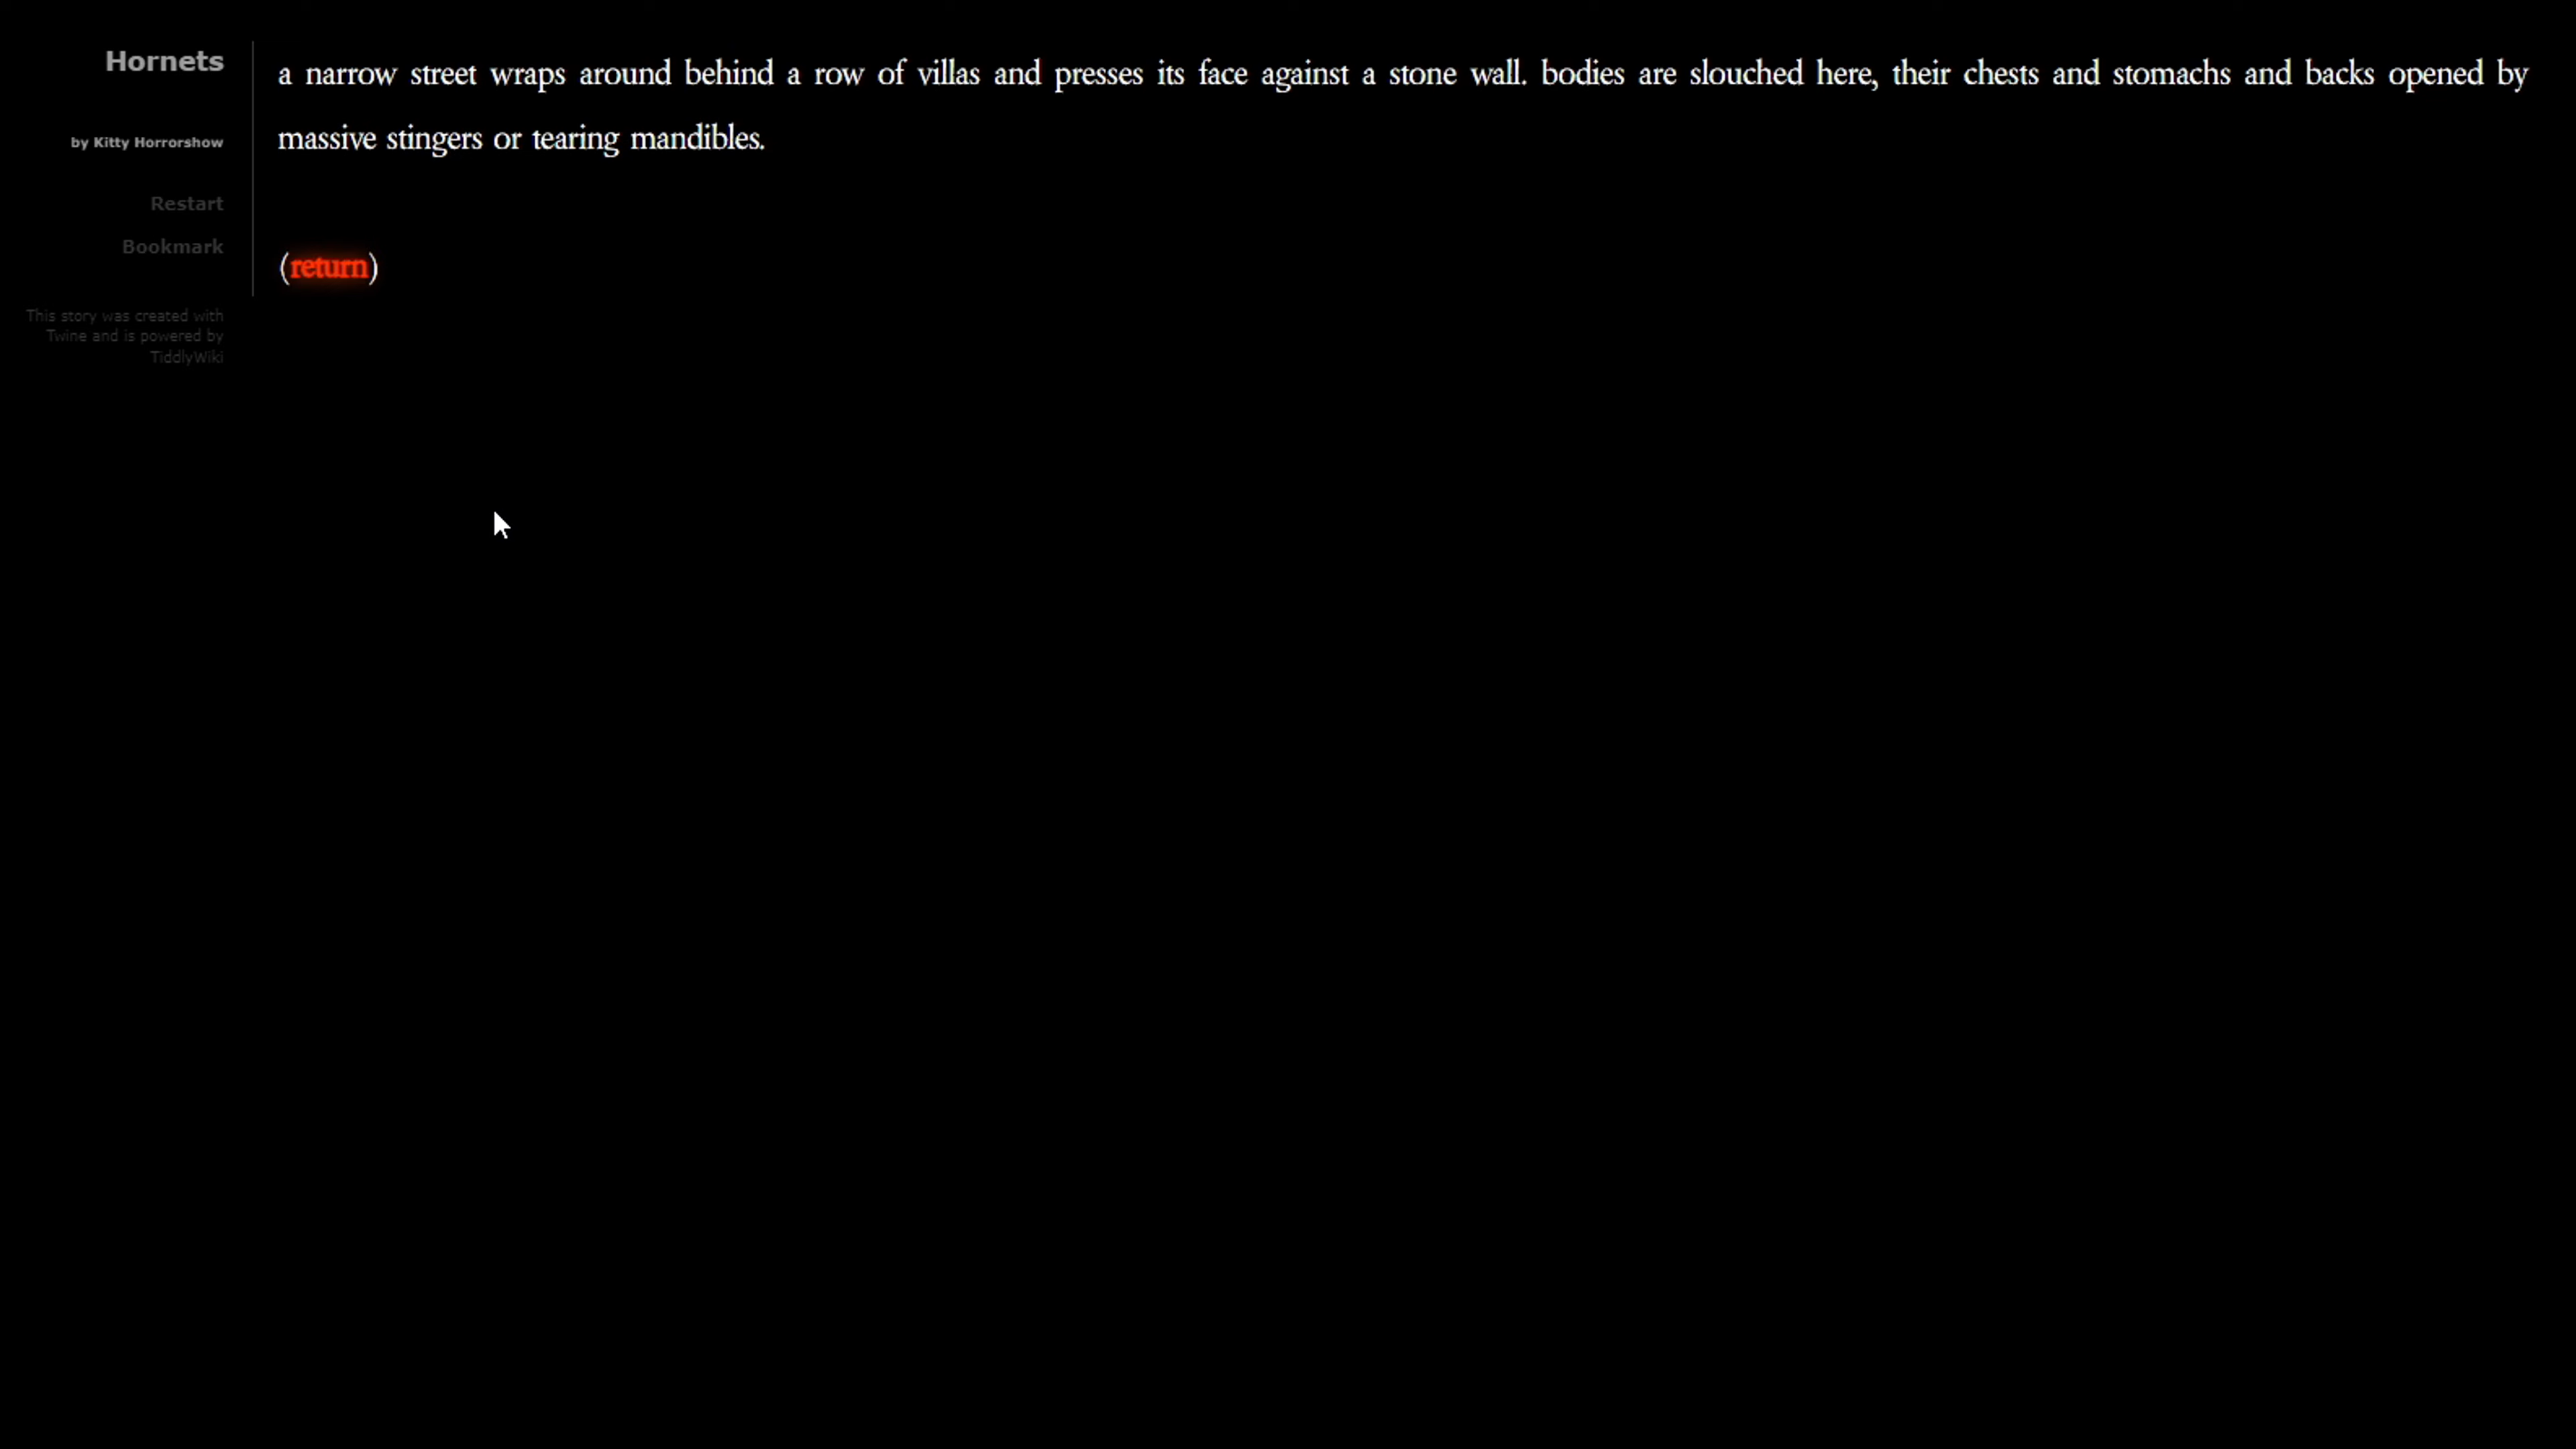 Hornets
by Kitty Horrorshow
Restart
Bookmark
This story was created with
Twine and is powered by
TiddlyWiki
a narrow street wraps around behind a row of villas and presses its face against a stone wall. bodies are slouched here, their chests and stomachs and backs opened by
massive stingers or tearing mandibles.
(return)